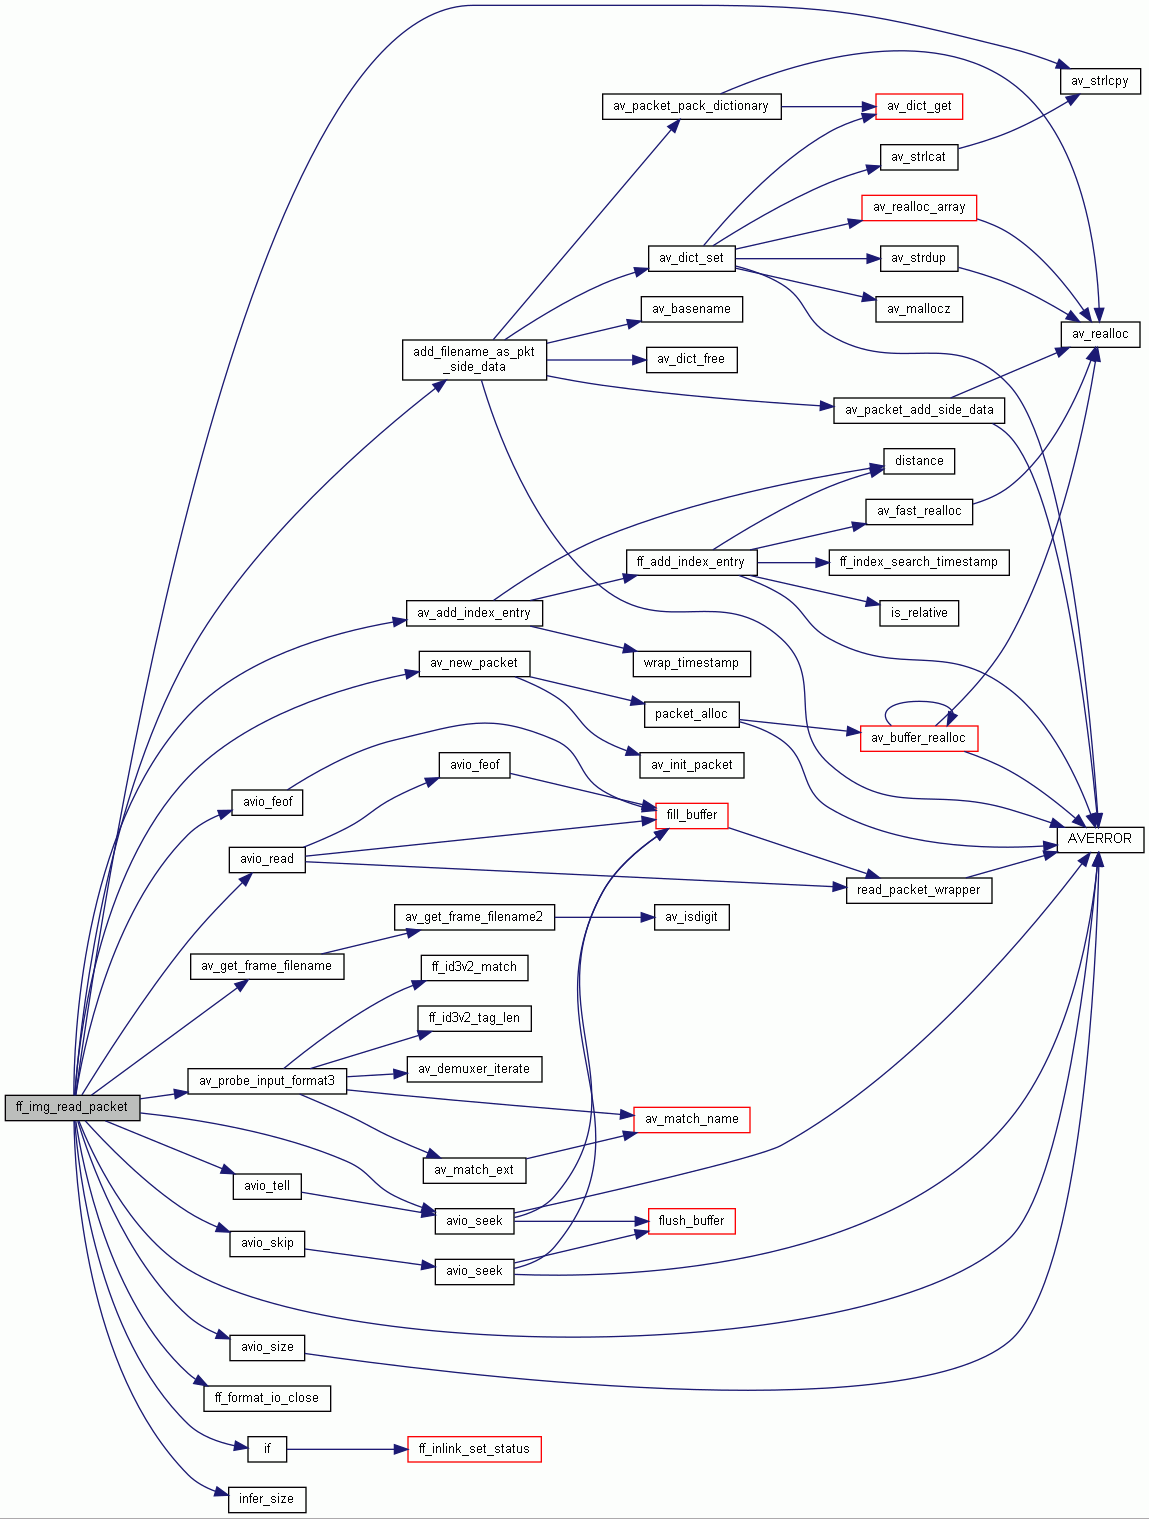 av_strlcpy
av_packet_pack_dictionary
av_dict_get
av_strlcat
av_realloc_array
av_dict_set
av_strdup
av_basename
av_mallocz
av_realloc
add_filename_as_pkt
_side_data
av_dict_free
av_packet_add_side_data
distance
av_fast_realloc
ff_add_index_entry
ff_index_search_timestamp
av_add_index_entry
is_relative
av_new_packet
wrap_timestamp
packet_alloc
av_buffer_realloc
avio_feof
av_init_packet
avio_feof
fill_buffer
AVERROR
avio_read
read_packet_wrapper
av_get_frame_filename2
av_isdigit
av_get_frame_filename
ff_id3v2_match
ff_id3v2_tag_len
av_demuxer_iterate
av_probe_input_format3
ff_img_read_packet
av_match_name
av_match_ext
avio_tell
avio_seek
flush_buffer
avio_skip
avio_seek
avio_size
ff_format_io_close
if
ff_inlink_set_status
infer_size